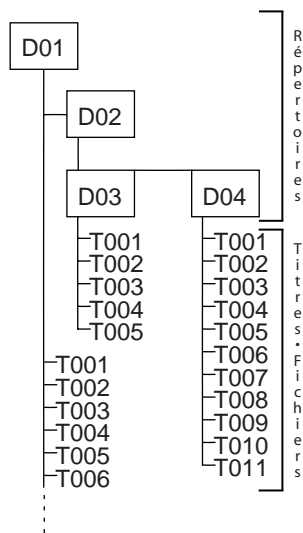 D01
D02
D03
D04
T001
T002
T003
T004
T005
T001
T002
T003
T004
T005
T006
T007
T008
T009
T010
T011
T001
T002
T003
T004
T005
T006
Répertoires
Titres•Fichiers